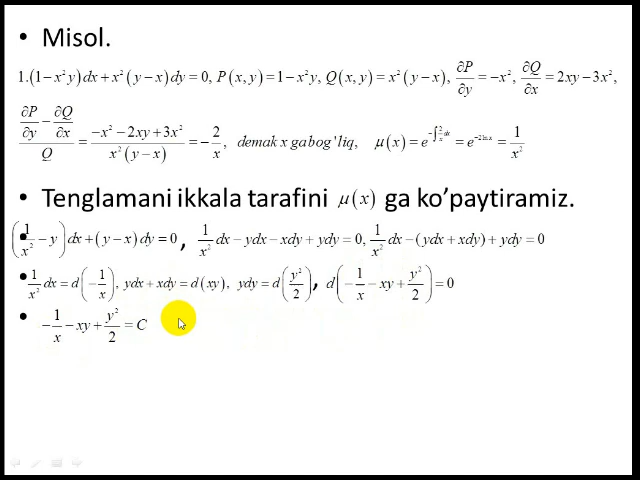 • Misol.
1.(1−x²y)dx+x²(y−x)dy=0, P(x,y)=1−x²y, Q(x,y)=x²(y−x), ∂P/∂y=−x², ∂Q/∂x=2xy−3x²,
(∂P/∂y−∂Q/∂x)/Q=(−x²−2xy+3x²)/(x²(y−x))=−2/x, demak x ga bog'liq, μ(x)=e^(−∫(2/x)dx)=e^(−2ln x)=1/x²
• Tenglamani ikkala tarafini μ(x) ga ko’paytiramiz.
• (1/x²−y)dx+(y−x)dy=0, 1/x² dx−ydx−xdy+ydy=0, 1/x² dx−(ydx+xdy)+ydy=0
• 1/x² dx=d(−1/x), ydx+xdy=d(xy), ydy=d(y²/2), d(−1/x−xy+y²/2)=0
• −1/x−xy+y²/2=C